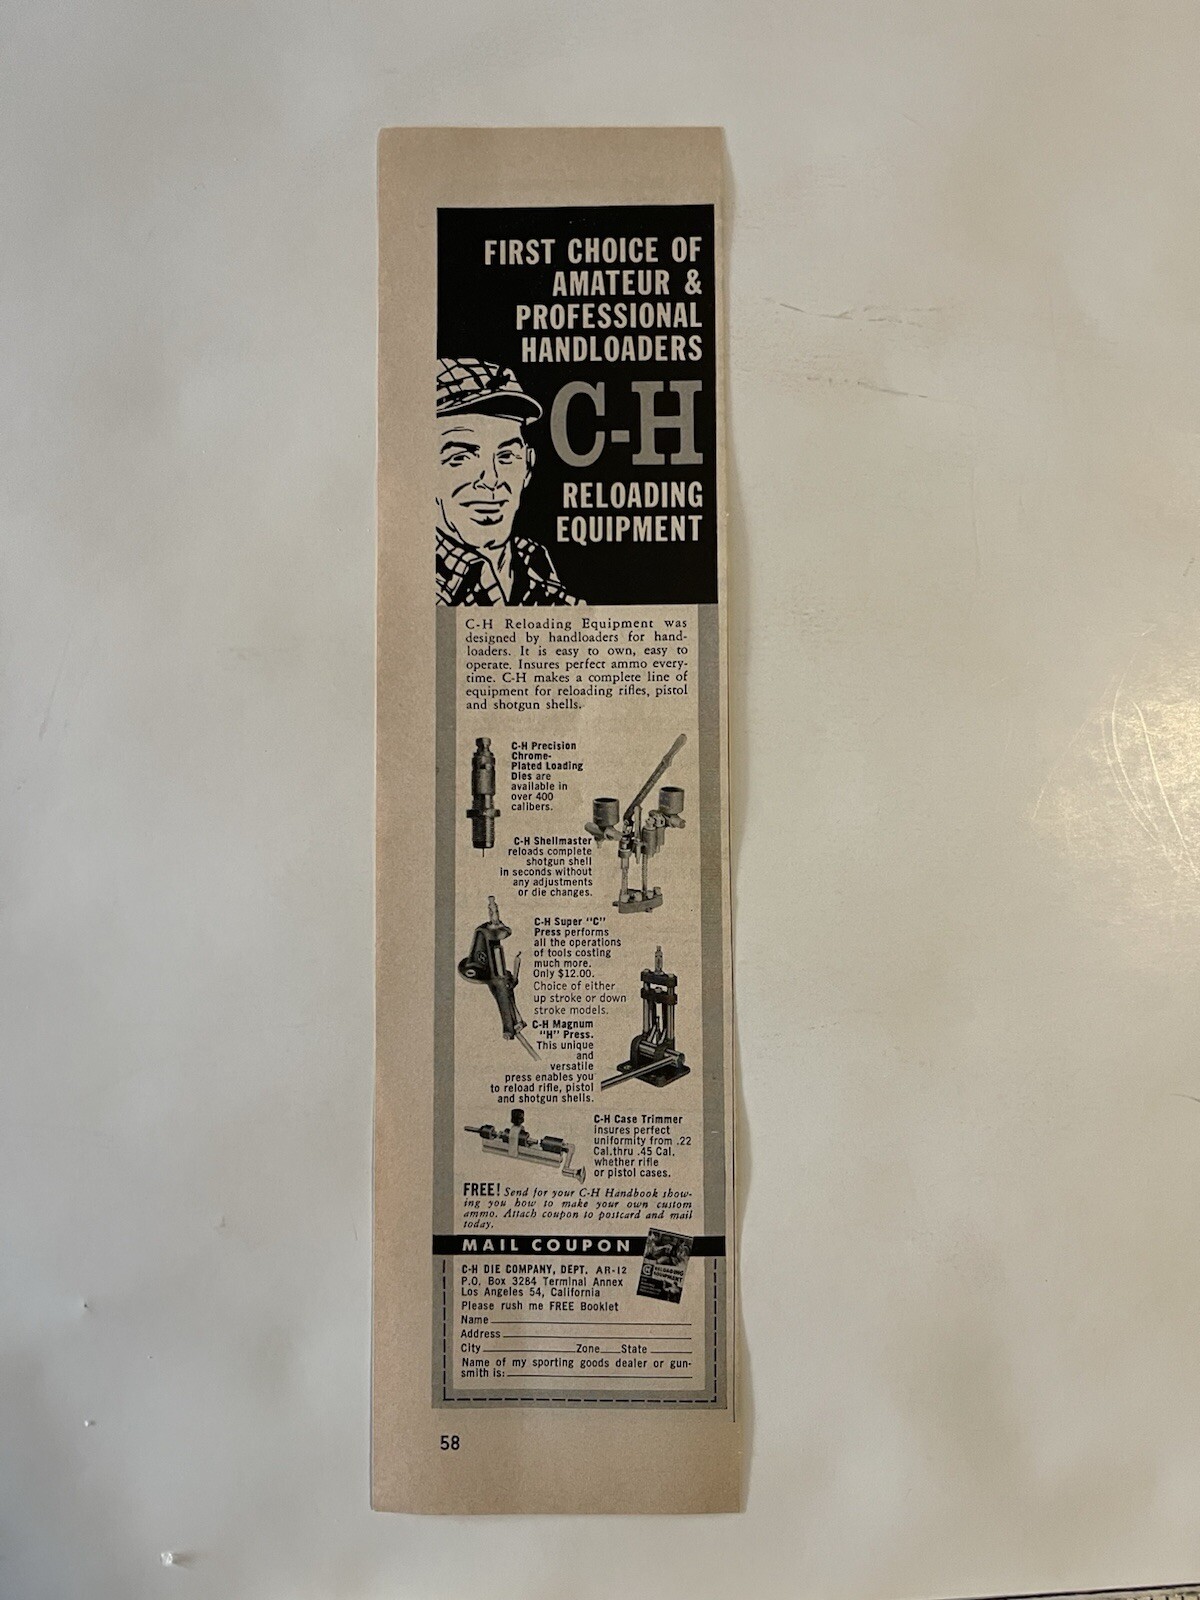 FIRST CHOICE OF
AMATEUR &
PROFESSIONAL
HANDLOADERS
C-H
RELOADING
EQUIPMENT
C-H Reloading Equipment was
designed by handloaders for hand-
loaders. It is easy to own, easy to
operate. Insures perfect ammo every-
time. C-H makes a complete line of
equipment for reloading rifles, pistol
and shotgun shells.
C-H Precision
Chrome-
Plated Loading
Dies are
available in
over 400
calibers.
C-H Shellmaster
reloads complete
shotgun shell
in seconds without
any adjustments
or die changes.
C-H Super "C"
Press performs
all the operations
of tools costing
much more.
Only $12.00.
Choice of either
up stroke or down
stroke models.
C-H Magnum
"H" Press.
This unique
and
versatile
press enables you
to reload rifle, pistol
and shotgun shells.
C-H Case Trimmer
insures perfect
uniformity from .22
Cal.thru .45 Cal.
whether rifle
or pistol cases.
FREE! Send for your C-H Handbook show-
ing you how to make your own custom
ammo. Attach coupon to postcard and mail
today.
MAIL COUPON
RELOADING
EQUIPMENT
C-H DIE COMPANY, DEPT. AR-12
P.O. Box 3284 Terminal Annex
Los Angeles 54, California
Please rush me FREE Booklet
Name
Address
City Zone State
Name of my sporting goods dealer or gun-
smith is:
58